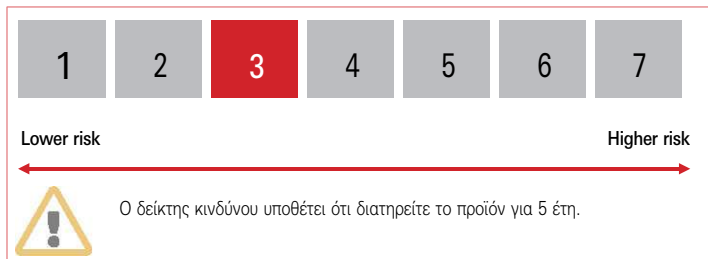 1 2 3 4 5 6 7
Lower risk Higher risk
Ο δείκτης κινδύνου υποθέτει ότι διατηρείτε το προϊόν για 5 έτη.